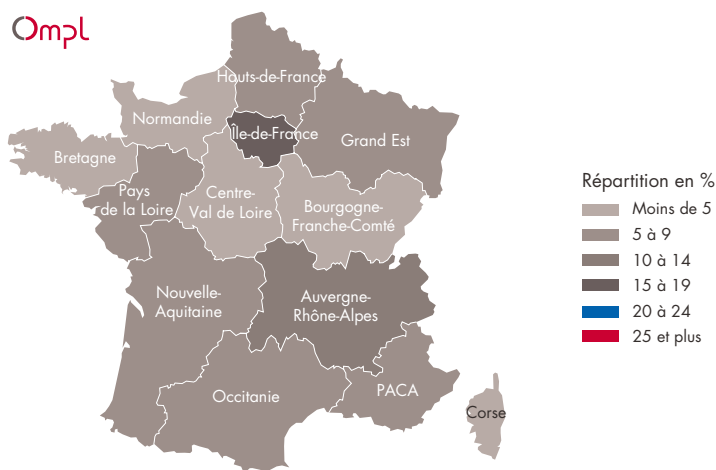 Ompl
Hauts-de-France
Normandie
Île-de-France
Grand Est
Bretagne
Pays
de la Loire
Centre-
Val de Loire
Bourgogne-
Franche-Comté
Nouvelle-
Aquitaine
Auvergne-
Rhône-Alpes
Occitanie
PACA
Corse
Répartition en %
Moins de 5
5 à 9
10 à 14
15 à 19
20 à 24
25 et plus